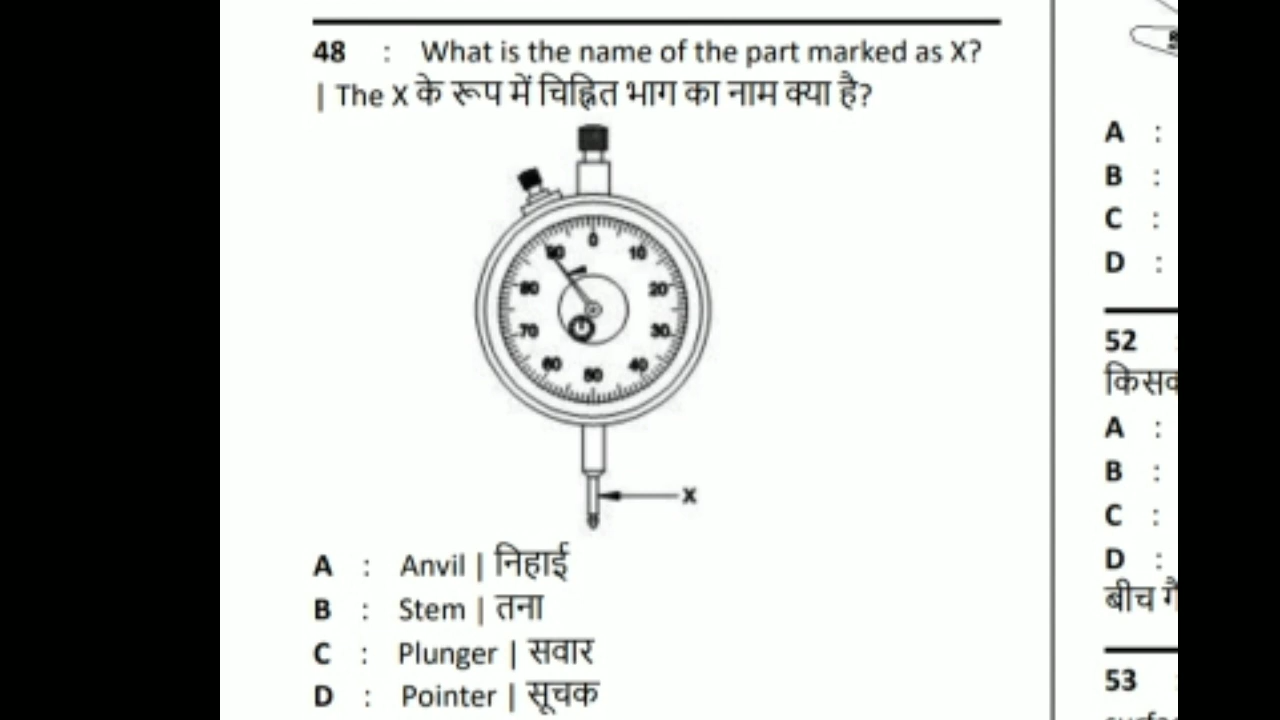 48 : What is the name of the part marked as X?
| The X के रूप में चिह्नित भाग का नाम क्या है?
0
10
20
30
40
50
60
70
80
90
X
A : Anvil | निहाई
B : Stem | तना
C : Plunger | सवार
D : Pointer | सूचक
A :
B :
C :
D :
52 :
A :
B :
C :
D :
बीच
53